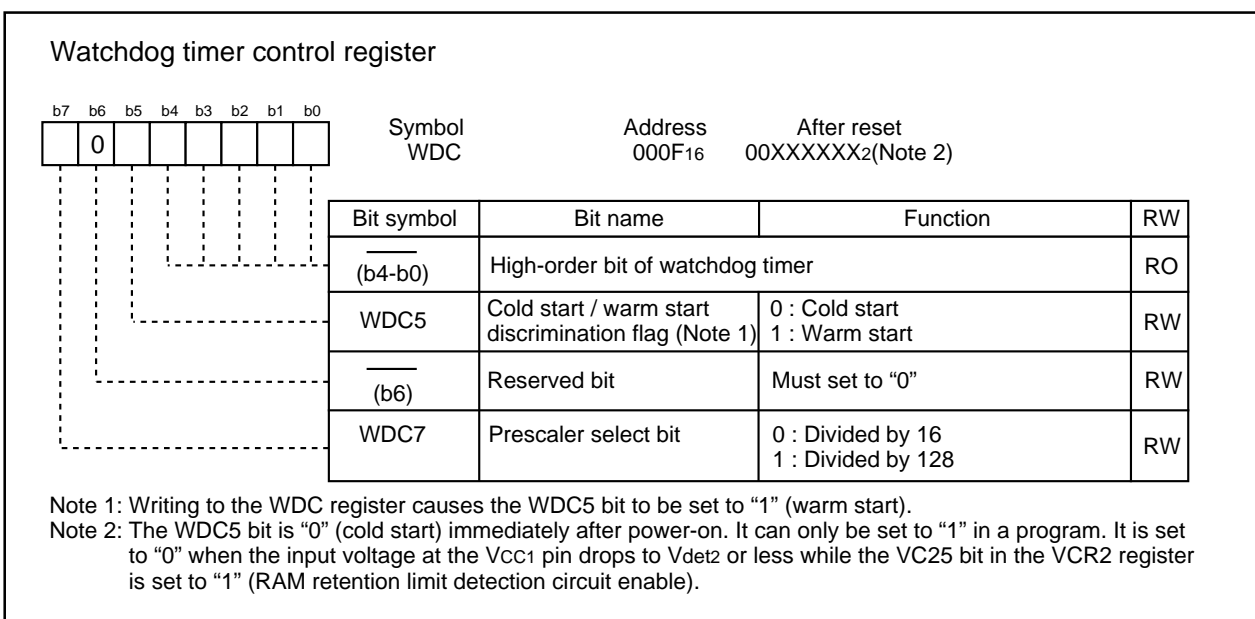 Watchdog timer control register
b7 b6 b5 b4 b3 b2 b1 b0
0
Symbol Address After reset
WDC 000F16 00XXXXXX2(Note 2)
Bit symbol Bit name Function RW
(b4-b0) High-order bit of watchdog timer RO
WDC5 Cold start / warm start discrimination flag (Note 1) 0 : Cold start 1 : Warm start RW
(b6) Reserved bit Must set to “0” RW
WDC7 Prescaler select bit 0 : Divided by 16 1 : Divided by 128 RW
Note 1: Writing to the WDC register causes the WDC5 bit to be set to “1” (warm start).
Note 2: The WDC5 bit is “0” (cold start) immediately after power-on. It can only be set to “1” in a program. It is set
to “0” when the input voltage at the VCC1 pin drops to Vdet2 or less while the VC25 bit in the VCR2 register
is set to “1” (RAM retention limit detection circuit enable).